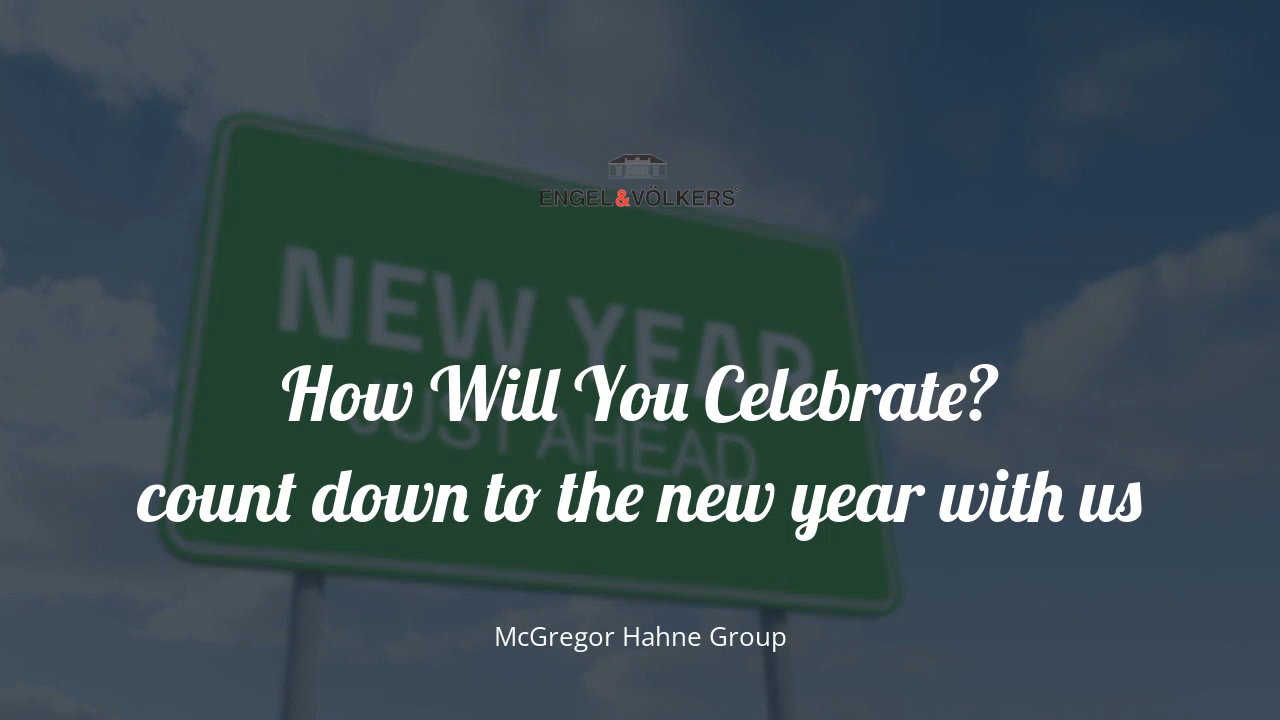 ENGEL&VÖLKERS
NEW YEAR
How Will You Celebrate?
JUST AHEAD
count down to the new year with us
McGregor Hahne Group